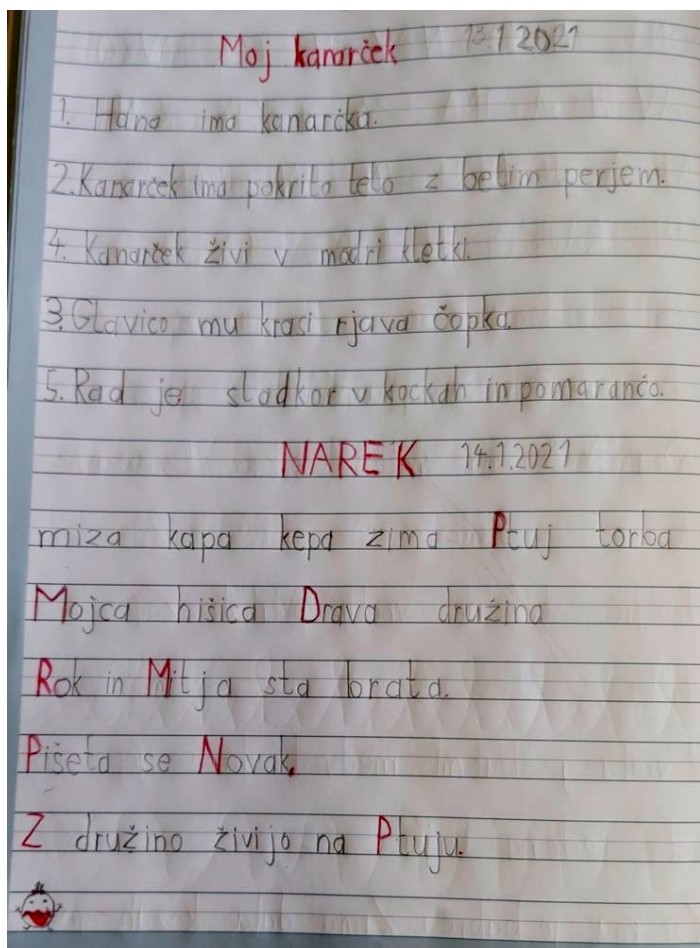 Moj kanarček 13.1.2021
1. Hana ima kanarčka.
2. Kanarček ima pokrito telo z belim perjem.
4. Kanarček živi v modri kletki.
3. Glavico mu krasi rjava čopka.
5. Rad je sladkor v kockah in pomarančo.
NAREK 14.1.2021
miza kapa kepa zima Ptuj torba
Mojca hišica Drava družina
Rok in Mitja sta brata.
Pišeta se Novak.
Z družino živijo na Ptuju.